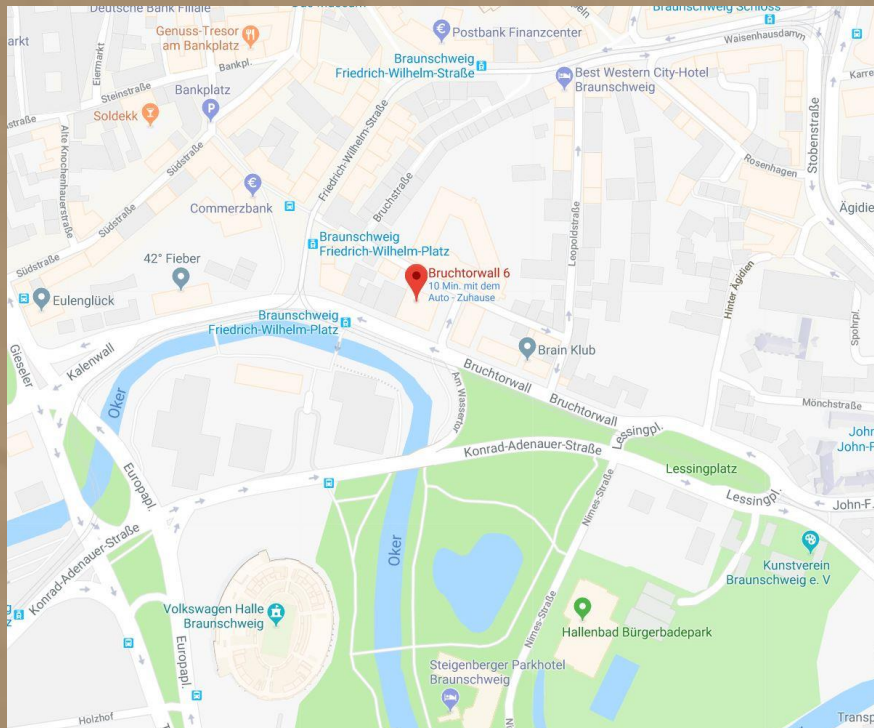 Deutsche Bank Filiale
Braunschweig Schloss
Genuss-Tresor
am Bankplatz
Postbank Finanzcenter
Waisenhausdamm
Eiermarkt
Bankpl.
Braunschweig
Friedrich-Wilhelm-Straße
Best Western City-Hotel
Braunschweig
Steinstraße
Bankplatz
Soldekk
Alte Knochenhauerstraße
Südstraße
Friedrich-Wilhelm-Straße
Stobenstraße
Rosenhagen
Bruchstraße
Commerzbank
Südstraße
Leopoldstraße
Braunschweig
Friedrich-Wilhelm-Platz
Südstraße
42° Fieber
Bruchtorwall 6
10 Min. mit dem
Auto - Zuhause
Hinter Ägidien
Eulenglück
Braunschweig
Friedrich-Wilhelm-Platz
Spohrpl.
Gieseler
Kalenwall
Brain Klub
Bruchtorwall
Am Wassertor
Oker
Bruchtorwall
Mönchstraße
Lessingpl.
Konrad-Adenauer-Straße
Lessingplatz
Europapl.
Lessingpl.
Nîmes-Straße
John-F.
Konrad-Adenauer-Straße
Oker
Kunstverein
Braunschweig e. V
Volkswagen Halle
Braunschweig
Hallenbad Bürgerbadepark
Nîmes-Straße
Europapl.
Steigenberger Parkhotel
Braunschweig
Holzhof